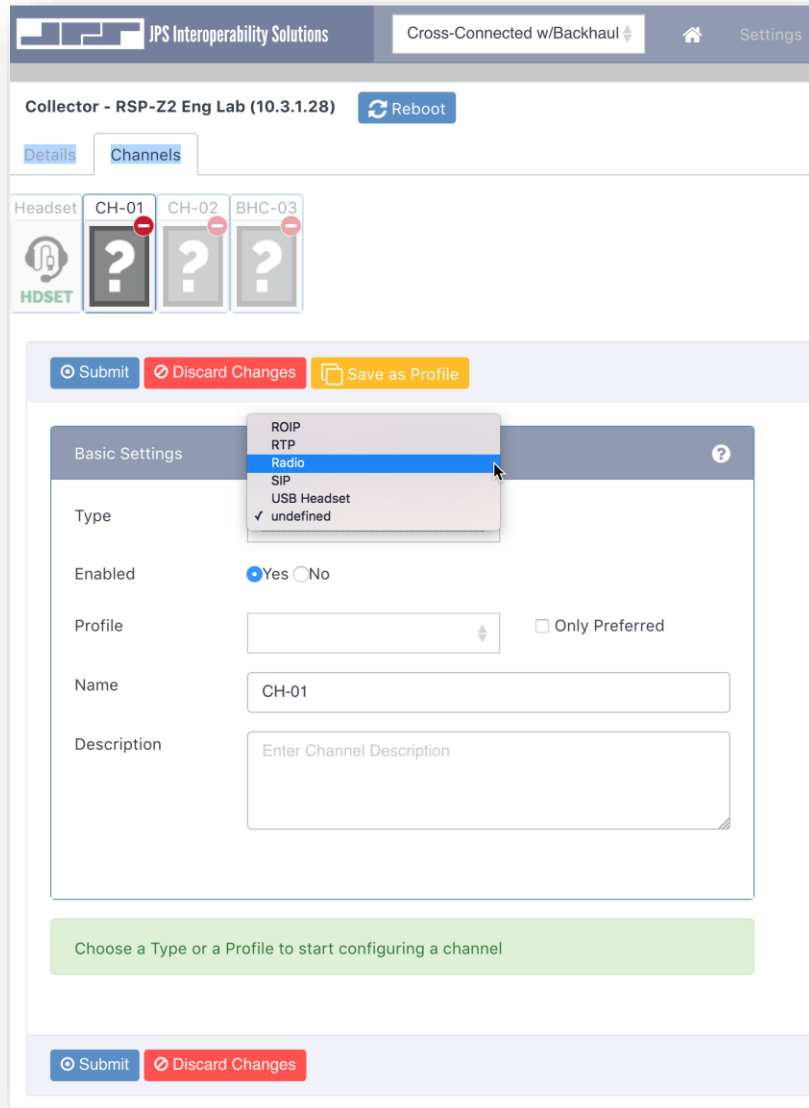 JPS JPS Interoperability Solutions Cross-Connected w/Backhaul Settings
Collector - RSP-Z2 Eng Lab (10.3.1.28) Reboot
Details Channels
Headset CH-01 CH-02 BHC-03
? ? ?
HDSET
Submit Discard Changes Save as Profile
Basic Settings ?
ROIP
RTP
Radio
SIP
USB Headset
✓ undefined
Type
Enabled Yes No
Profile Only Preferred
Name CH-01
Description Enter Channel Description
Choose a Type or a Profile to start configuring a channel
Submit Discard Changes